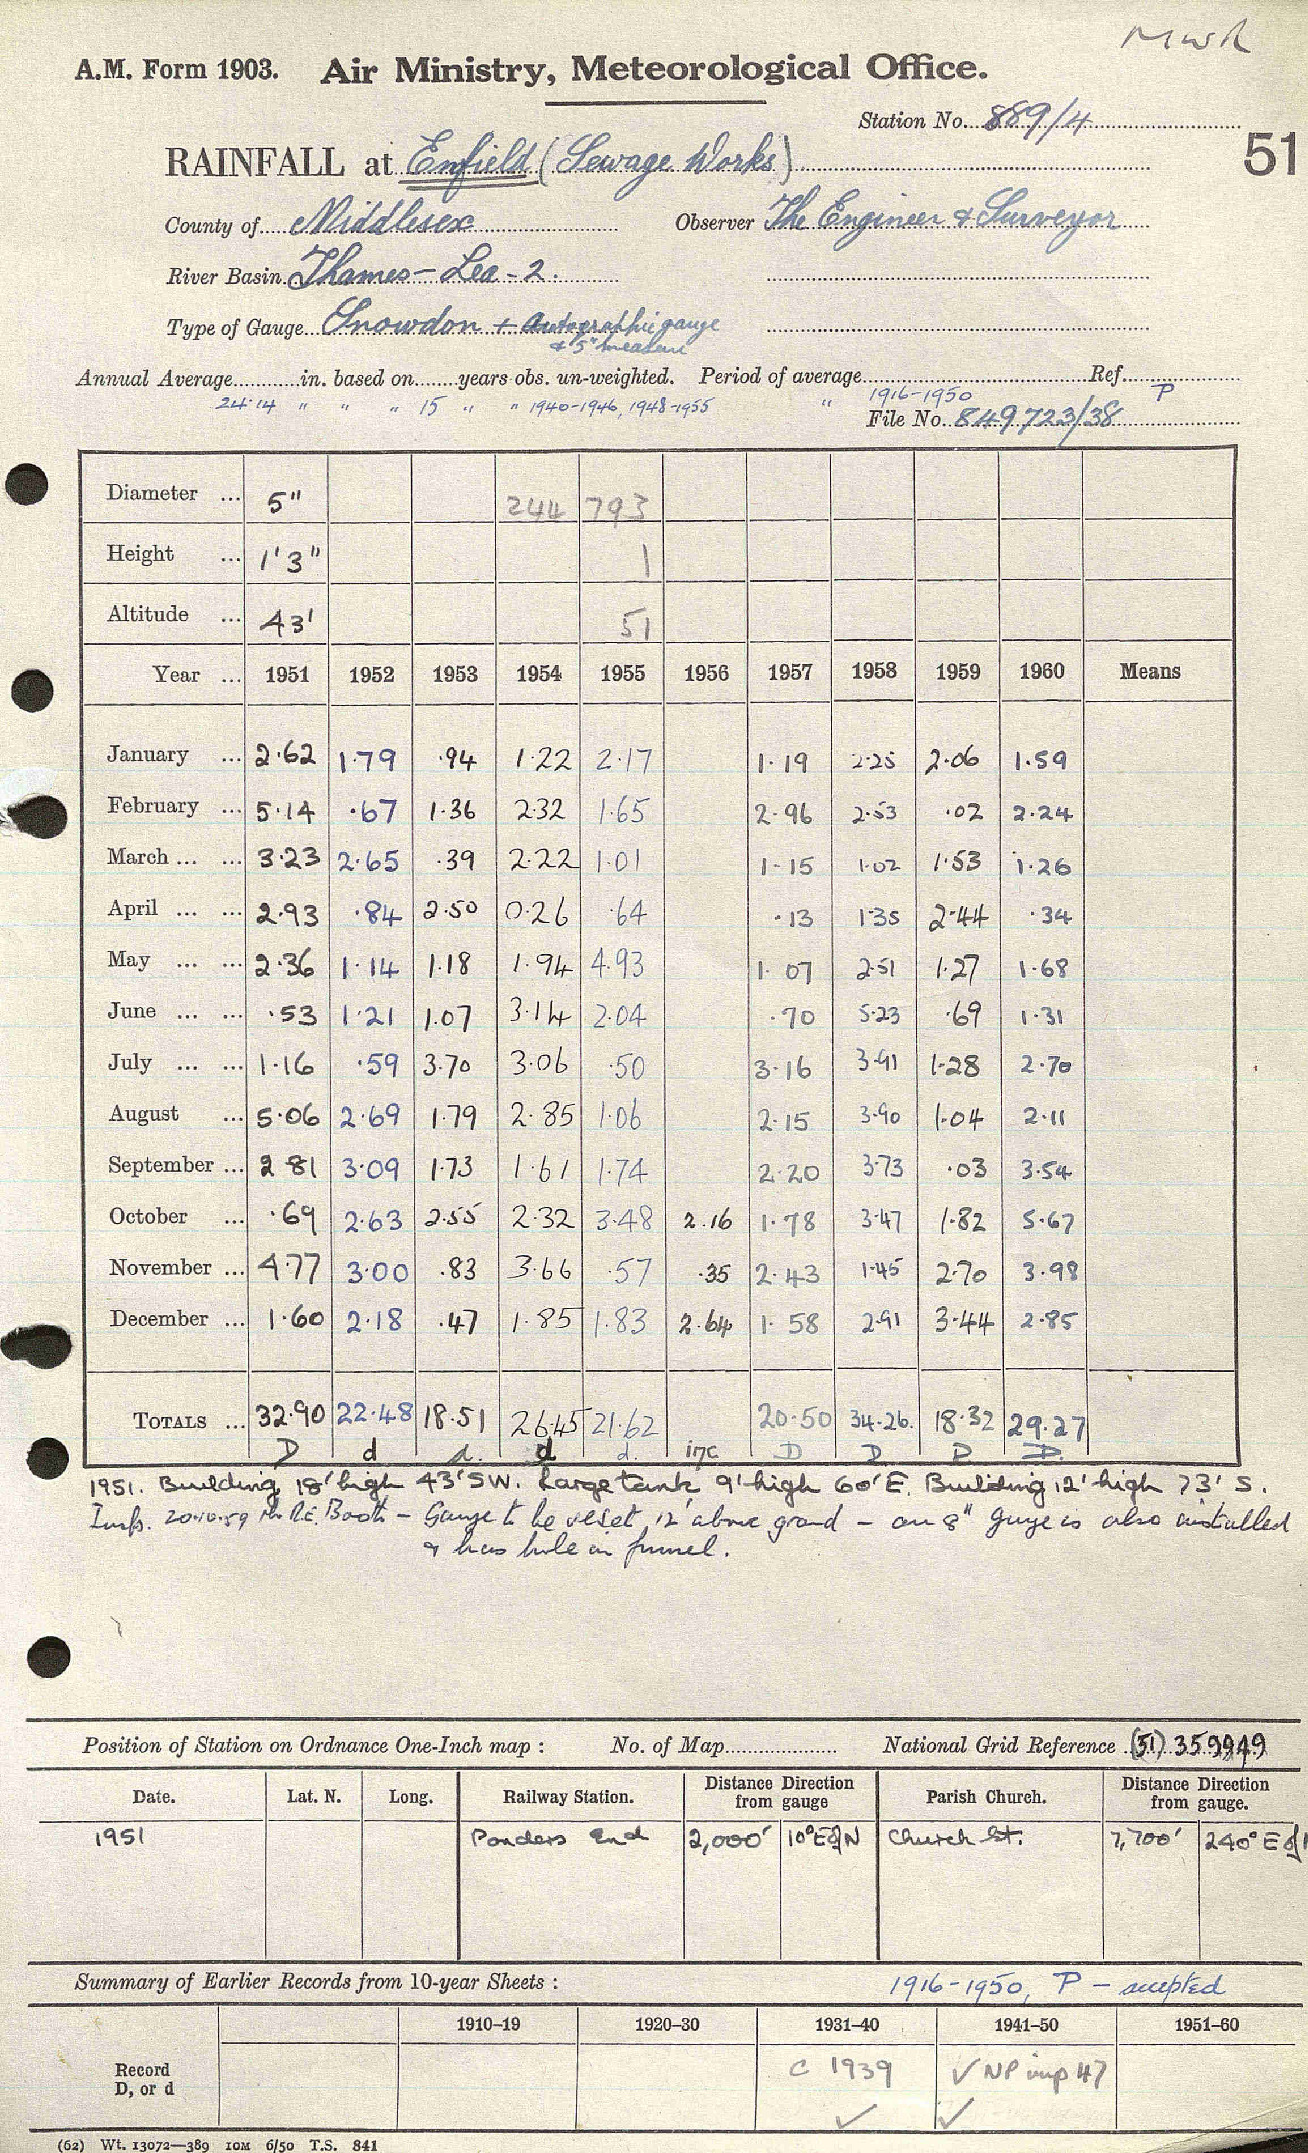 MWR
A.M. Form 1903. Air Ministry, Meteorological Office.
Station No. 889/4
51
RAINFALL at Enfield (Sewage Works)
County of Middlesex Observer The Engineer & Surveyor
River Basin Thames - Lea - 2.
Type of Gauge Snowdon + Autographic gauge
& 5" measure
Annual Average............in. based on.......years obs. un-weighted. Period of average..........Ref.
24.14 " " " 15 " " 1940-1946, 1948-1955 " 1916-1950 P
File No. 849723/38
Diameter ... 5" 244 793
Height ... 1'3" 1
Altitude ... 43' 51
Year ... 1951 1952 1953 1954 1955 1956 1957 1958 1959 1960 Means
January ... 2.62 1.79 .94 1.22 2.17 1.19 2.25 2.06 1.59
February ... 5.14 .67 1.36 2.32 1.65 2.96 2.53 .02 2.24
March ... ... 3.23 2.65 .39 2.22 1.01 1.15 1.02 1.53 1.26
April ... ... 2.93 .84 2.50 0.26 .64 .13 1.35 2.44 .34
May ... ... 2.36 1.14 1.18 1.94 4.93 1.07 2.51 1.27 1.68
June ... ... .53 1.21 1.07 3.14 2.04 .70 5.23 .69 1.31
July ... ... 1.16 .59 3.70 3.06 .50 3.16 3.91 1.28 2.70
August ... 5.06 2.69 1.79 2.85 1.06 2.15 3.90 1.04 2.11
September ... 2.81 3.09 1.73 1.61 1.74 2.20 3.73 .03 3.54
October ... .69 2.63 2.55 2.32 3.48 2.16 1.78 3.47 1.82 5.67
November ... 4.77 3.00 .83 3.66 .57 .35 2.43 1.45 2.70 3.98
December ... 1.60 2.18 .47 1.85 1.83 2.64 1.58 2.91 3.44 2.85
TOTALS ... 32.90 22.48 18.51 26.45 21.62 20.50 34.26 18.32 29.27
D d d. d d. inc D D D D
1951. Building 18' high 43' SW. Large tank 9' high 60' E. Building 12' high 73' S.
Insp. 20.10.59 Mr R.E. Booth - Gauge to be reset 12" above ground - an 8" gauge is also installed
& has hole in funnel.
Position of Station on Ordnance One-Inch map : No. of Map.................. National Grid Reference (51) 359949
Date. Lat. N. Long. Railway Station. Distance from gauge Direction Parish Church. Distance from gauge. Direction
1951 Ponders End 2,000' 10° E of N Church St. 7,700' 240° E of
Summary of Earlier Records from 10-year Sheets : 1916-1950, P - accepted
1910–19 1920–30 1931–40 1941–50 1951–60
Record
D, or d
c 1939 ✓ NP imp 47
✓ ✓
(62) Wt. 13072—389 10M 6/50 T.S. 841